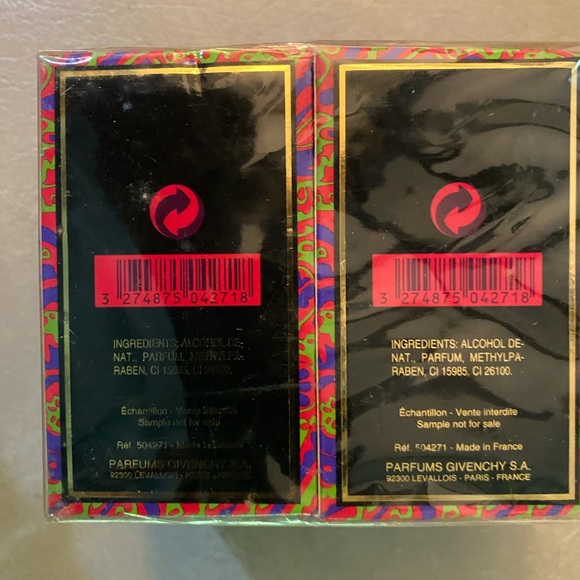 3 274875 042718
INGREDIENTS: ALCOHOL DE-
NAT., PARFUM, METHYLPA-
RABEN, CI 15985, CI 26100.
Échantillon - Vente interdite
Sample not for sale
Réf. 504271 - Made in France
PARFUMS GIVENCHY S.A.
92300 LEVALLOIS - PARIS - FRANCE
3 274875 042718
INGREDIENTS: ALCOHOL DE-
NAT., PARFUM, METHYLPA-
RABEN, CI 15985, CI 26100.
Échantillon - Vente interdite
Sample not for sale
Réf. 504271 - Made in France
PARFUMS GIVENCHY S.A.
92300 LEVALLOIS - PARIS - FRANCE